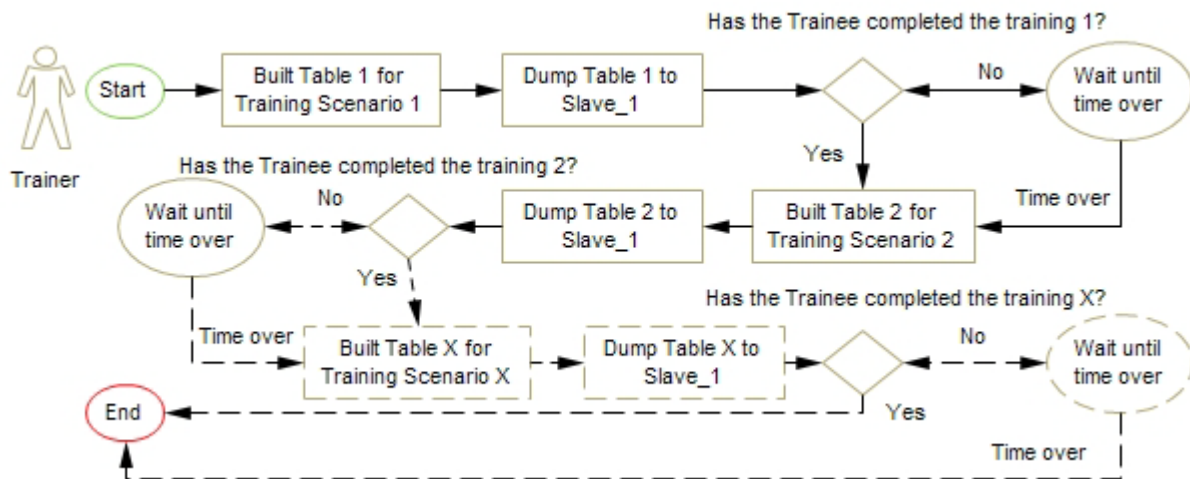 Has the Trainee completed the training 1?
Trainer
Start
Built Table 1 for
Training Scenario 1
Dump Table 1 to
Slave_1
No
Wait until
time over
Yes
Time over
Has the Trainee completed the training 2?
Built Table 2 for
Training Scenario 2
Dump Table 2 to
Slave_1
No
Wait until
time over
Yes
Time over
Has the Trainee completed the training X?
Built Table X for
Training Scenario X
Dump Table X to
Slave_1
No
Wait until
time over
Yes
Time over
End